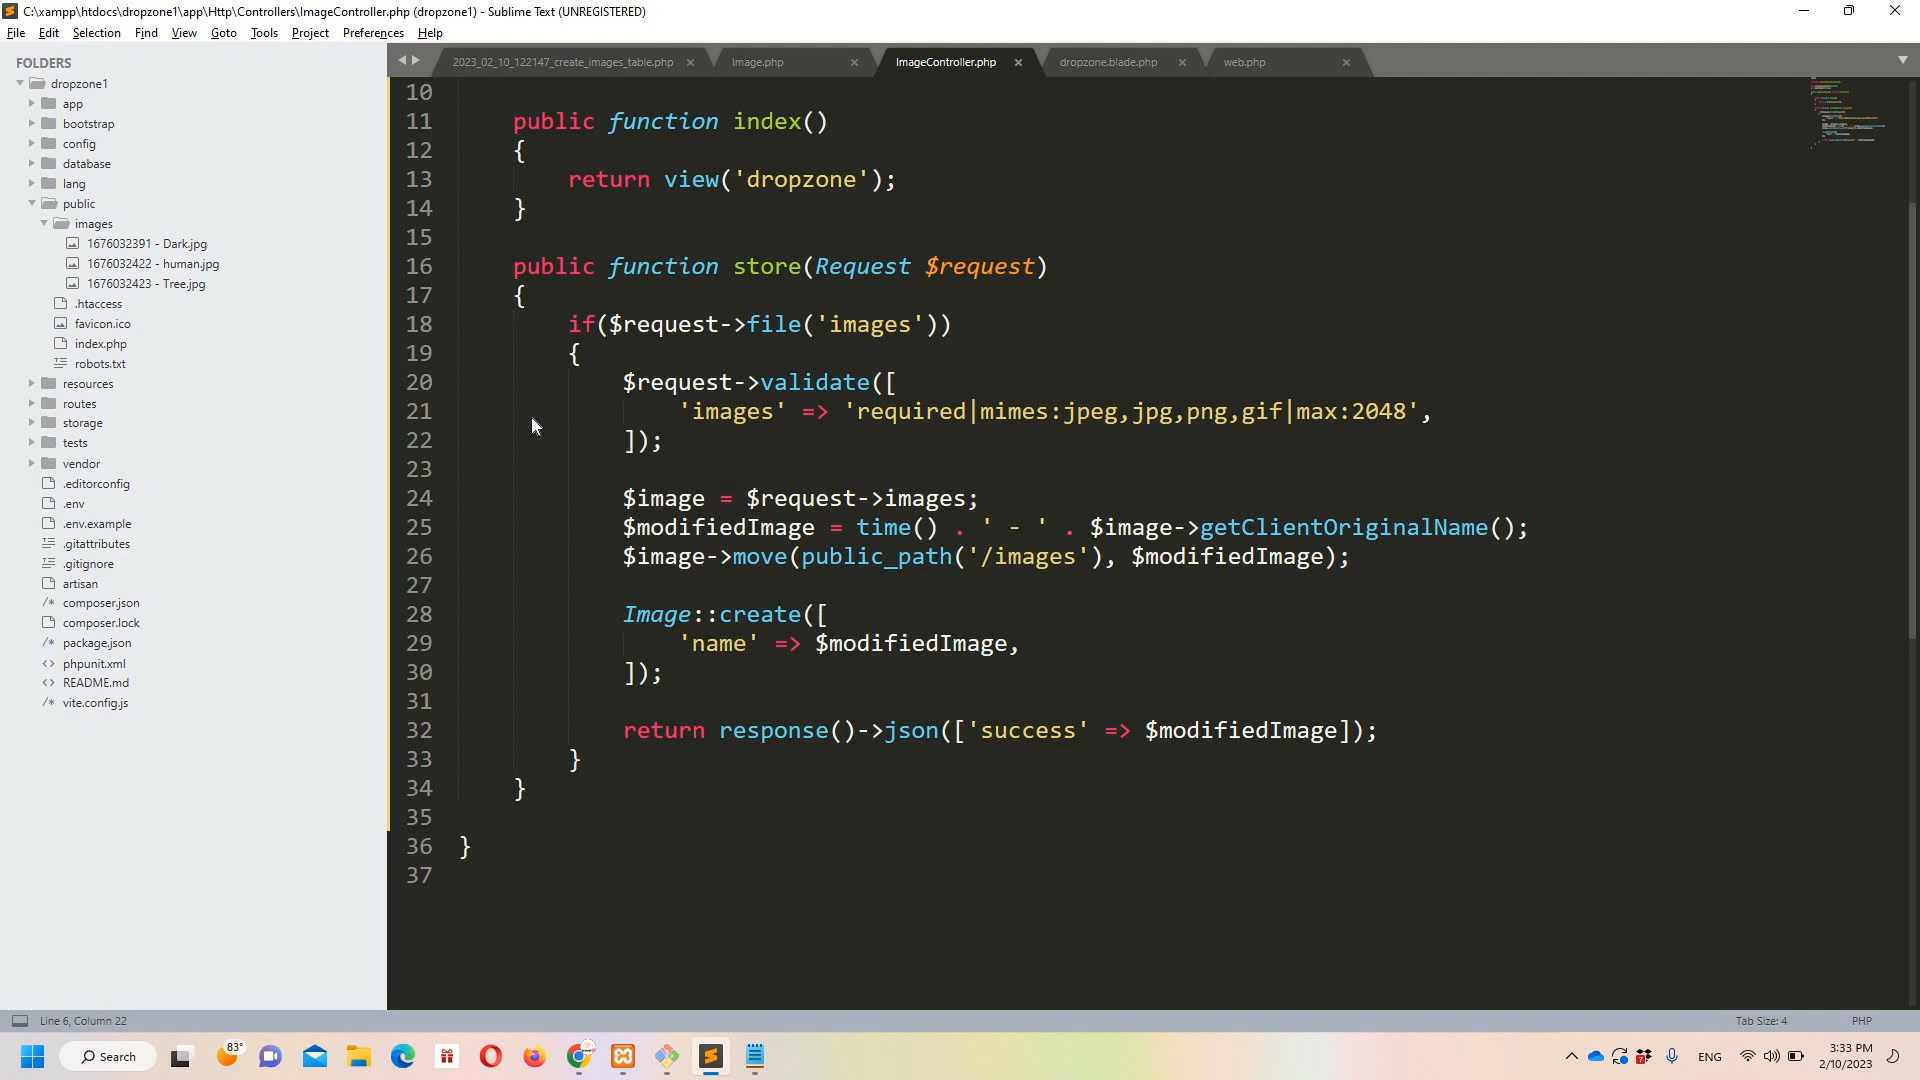 C:\xampp\htdocs\dropzone1\app\Http\Controllers\ImageController.php (dropzone1) - Sublime Text (UNREGISTERED)
File Edit Selection Find View Goto Tools Project Preferences Help
FOLDERS
dropzone1
app
bootstrap
config
database
lang
public
images
1676032391 - Dark.jpg
1676032422 - human.jpg
1676032423 - Tree.jpg
.htaccess
favicon.ico
index.php
robots.txt
resources
routes
storage
tests
vendor
.editorconfig
.env
.env.example
.gitattributes
.gitignore
artisan
composer.json
composer.lock
package.json
phpunit.xml
README.md
vite.config.js
2023_02_10_122147_create_images_table.php Image.php ImageController.php dropzone.blade.php web.php
10
11 public function index()
12 {
13 return view('dropzone');
14 }
15
16 public function store(Request $request)
17 {
18 if($request->file('images'))
19 {
20 $request->validate([
21 'images' => 'required|mimes:jpeg,jpg,png,gif|max:2048',
22 ]);
23
24 $image = $request->images;
25 $modifiedImage = time() . ' - ' . $image->getClientOriginalName();
26 $image->move(public_path('/images'), $modifiedImage);
27
28 Image::create([
29 'name' => $modifiedImage,
30 ]);
31
32 return response()->json(['success' => $modifiedImage]);
33 }
34 }
35
36 }
37
Line 6, Column 22 Tab Size: 4 PHP
Search 83° ENG 3:33 PM
2/10/2023